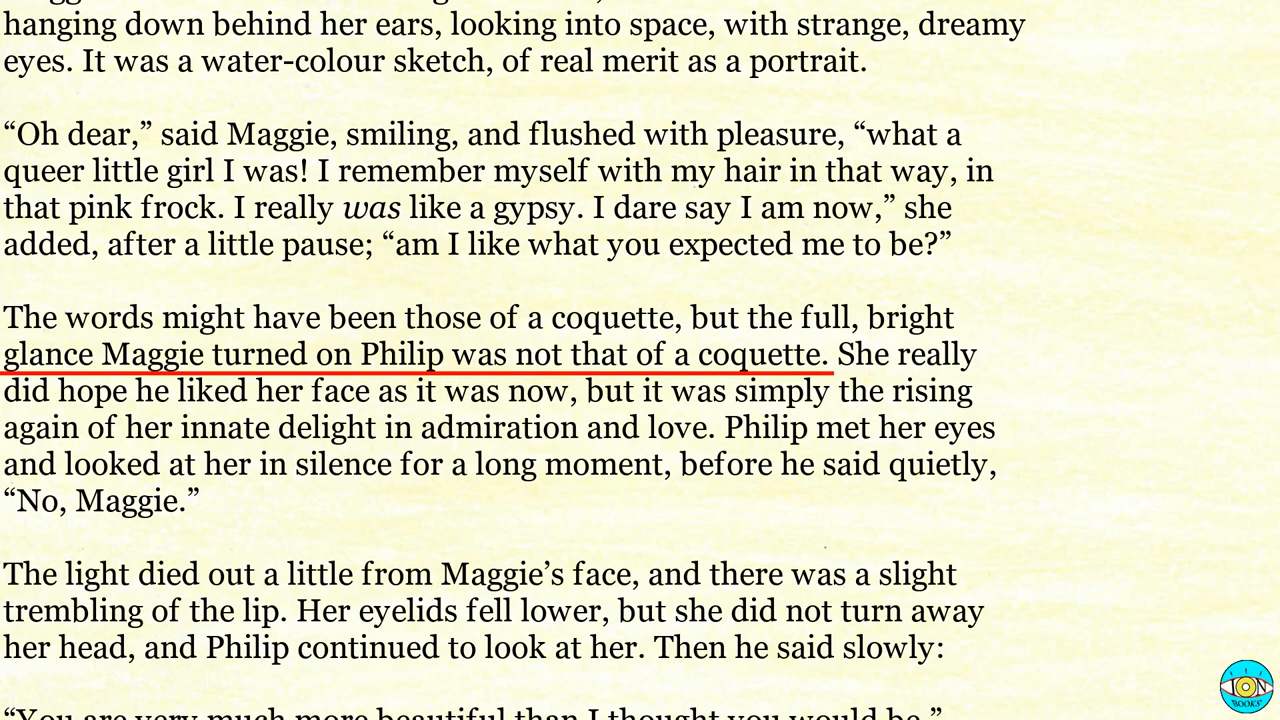 hanging down behind her ears, looking into space, with strange, dreamy
eyes. It was a water-colour sketch, of real merit as a portrait.
“Oh dear,” said Maggie, smiling, and flushed with pleasure, “what a
queer little girl I was! I remember myself with my hair in that way, in
that pink frock. I really was like a gypsy. I dare say I am now,” she
added, after a little pause; “am I like what you expected me to be?”
The words might have been those of a coquette, but the full, bright
glance Maggie turned on Philip was not that of a coquette. She really
did hope he liked her face as it was now, but it was simply the rising
again of her innate delight in admiration and love. Philip met her eyes
and looked at her in silence for a long moment, before he said quietly,
“No, Maggie.”
The light died out a little from Maggie’s face, and there was a slight
trembling of the lip. Her eyelids fell lower, but she did not turn away
her head, and Philip continued to look at her. Then he said slowly:
“You are very much more beautiful than I thought you would be.”
ION
BOOKS